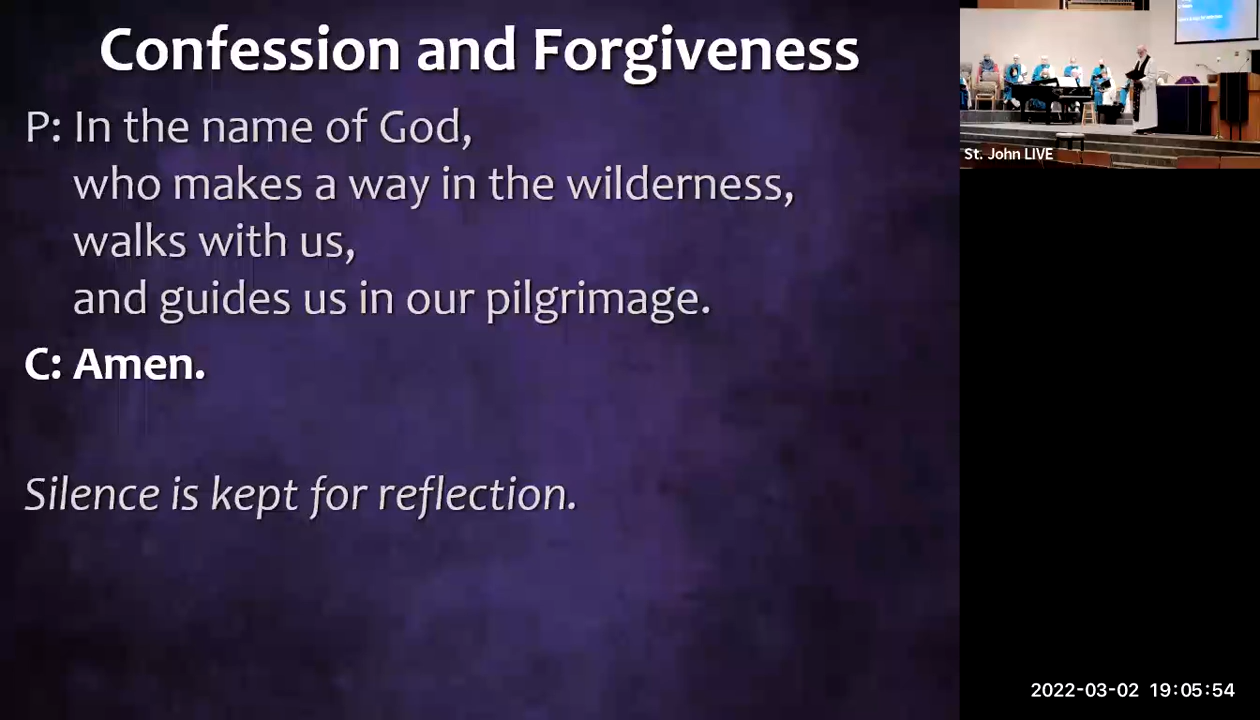 Confession and Forgiveness
P: In the name of God,
who makes a way in the wilderness,
walks with us,
and guides us in our pilgrimage.
C: Amen.
Silence is kept for reflection.
St. John LIVE
2022-03-02 19:05:54